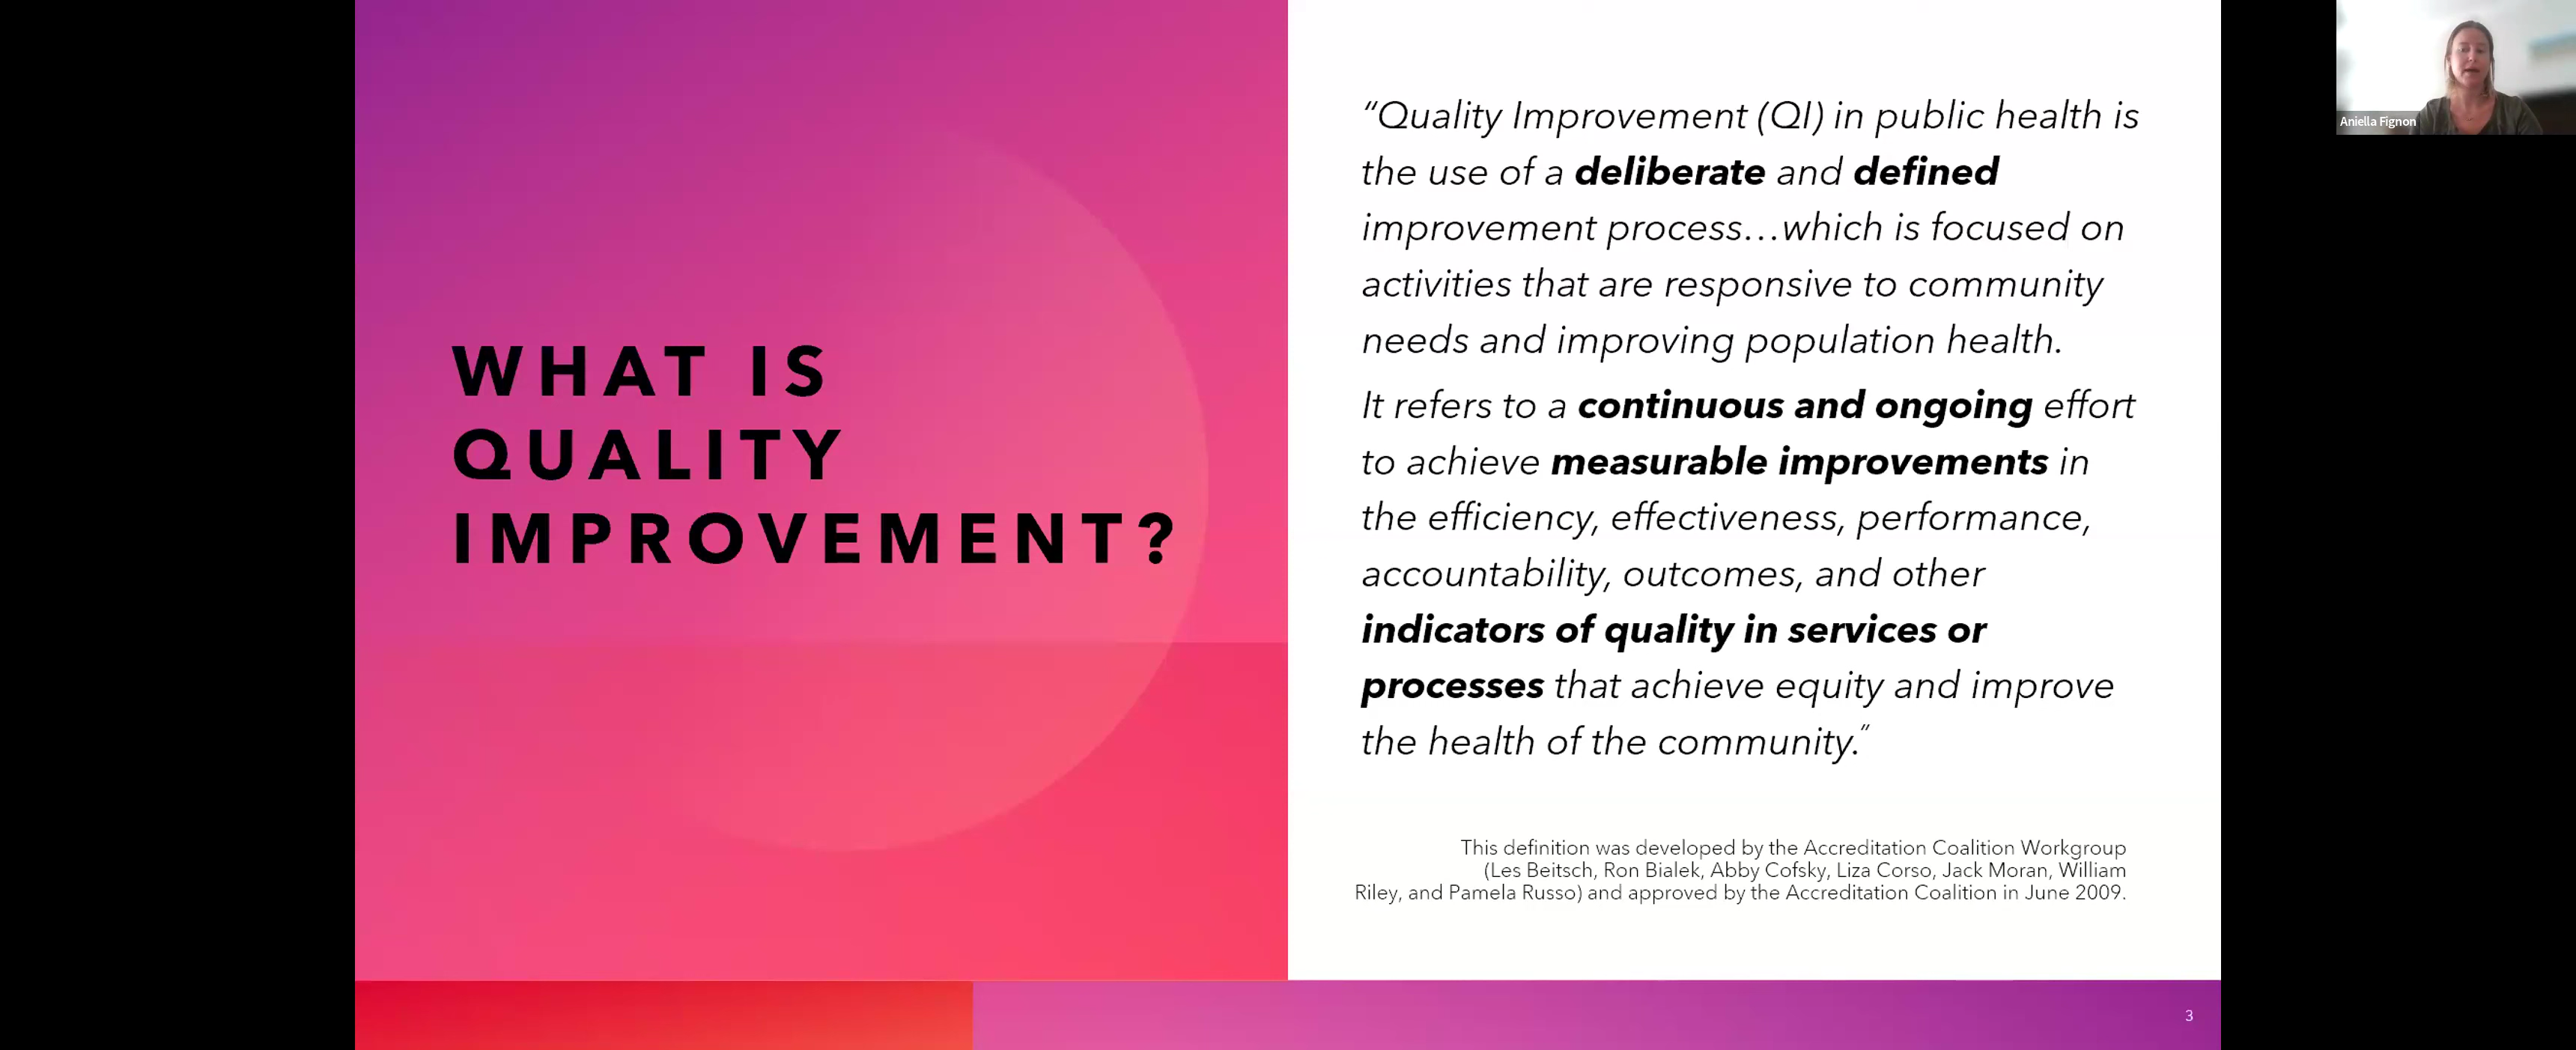 WHAT IS
QUALITY
IMPROVEMENT?
“Quality Improvement (QI) in public health is
the use of a deliberate and defined
improvement process…which is focused on
activities that are responsive to community
needs and improving population health.
It refers to a continuous and ongoing effort
to achieve measurable improvements in
the efficiency, effectiveness, performance,
accountability, outcomes, and other
indicators of quality in services or
processes that achieve equity and improve
the health of the community.”
This definition was developed by the Accreditation Coalition Workgroup
(Les Beitsch, Ron Bialek, Abby Cofsky, Liza Corso, Jack Moran, William
Riley, and Pamela Russo) and approved by the Accreditation Coalition in June 2009.
3
Aniella Fignon